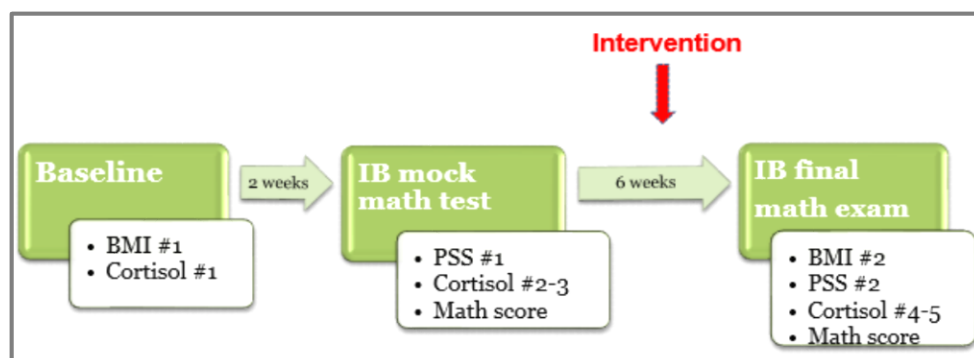 Intervention
Baseline
2 weeks
IB mock
math test
6 weeks
IB final
math exam
• BMI #1
• Cortisol #1
• PSS #1
• Cortisol #2-3
• Math score
• BMI #2
• PSS #2
• Cortisol #4-5
• Math score